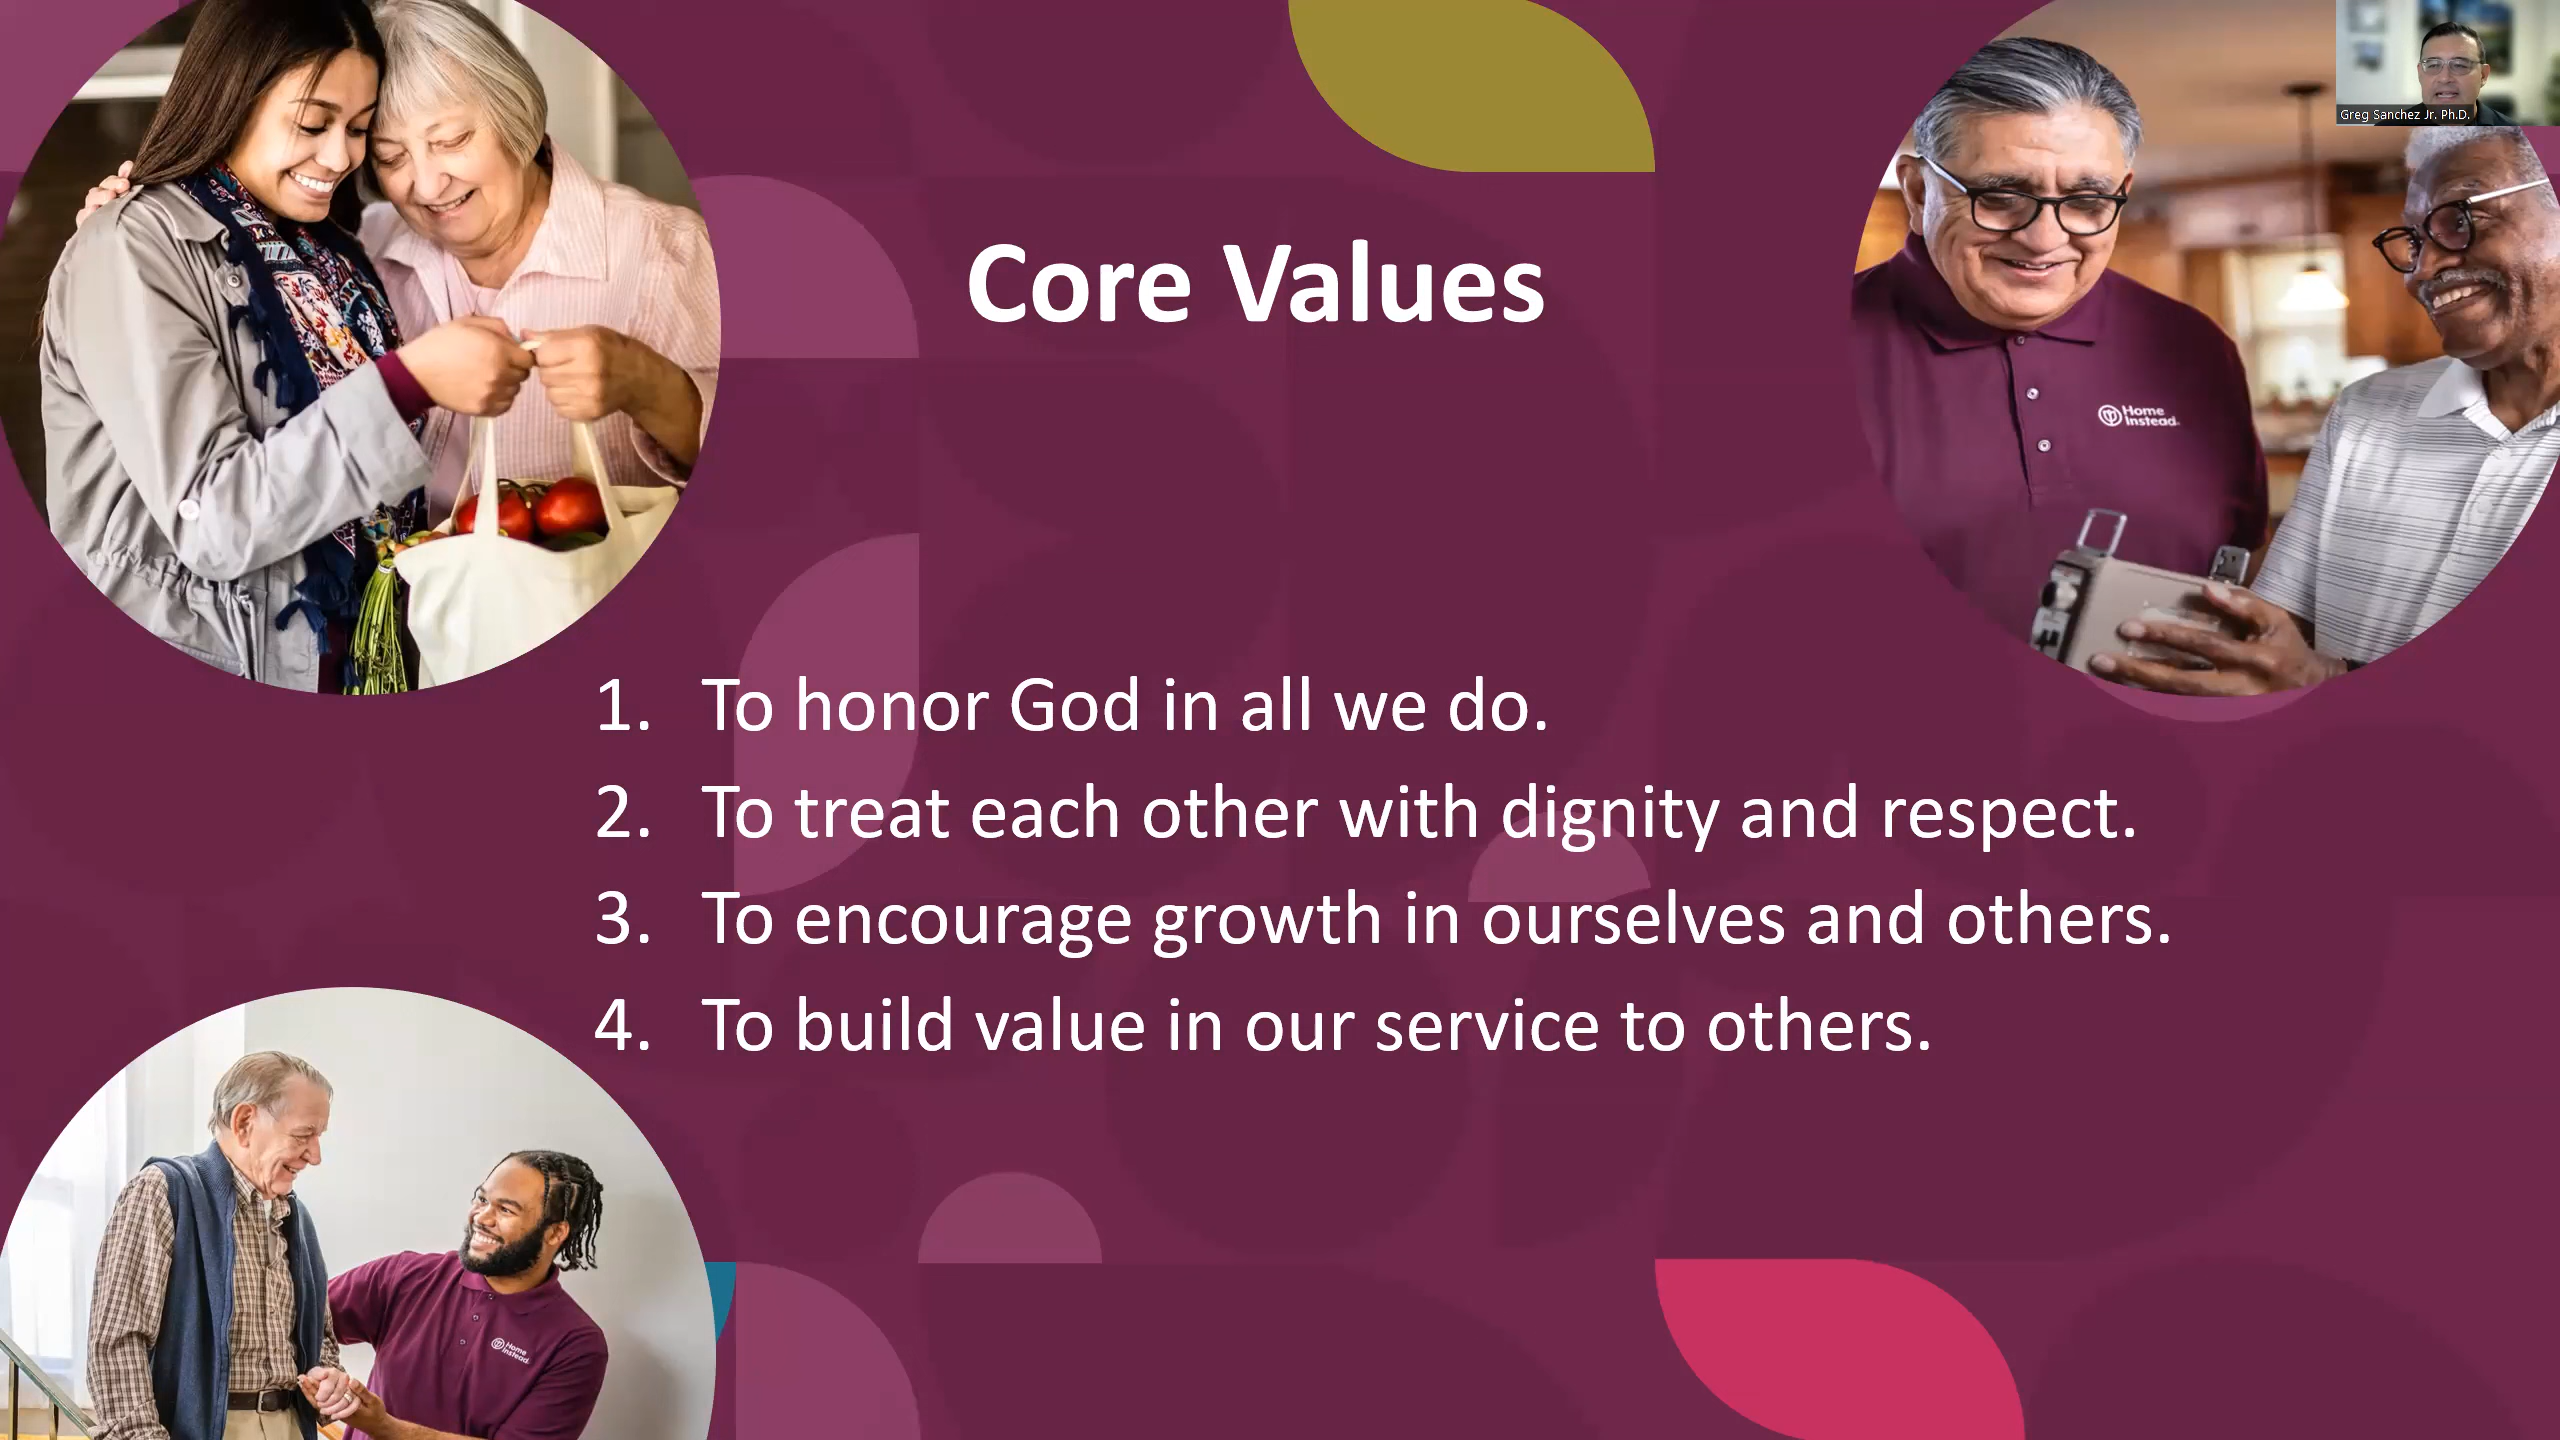 Greg Sanchez Jr. Ph.D.
Core Values
Home
Instead
1. To honor God in all we do.
2. To treat each other with dignity and respect.
3. To encourage growth in ourselves and others.
4. To build value in our service to others.
Home
Instead